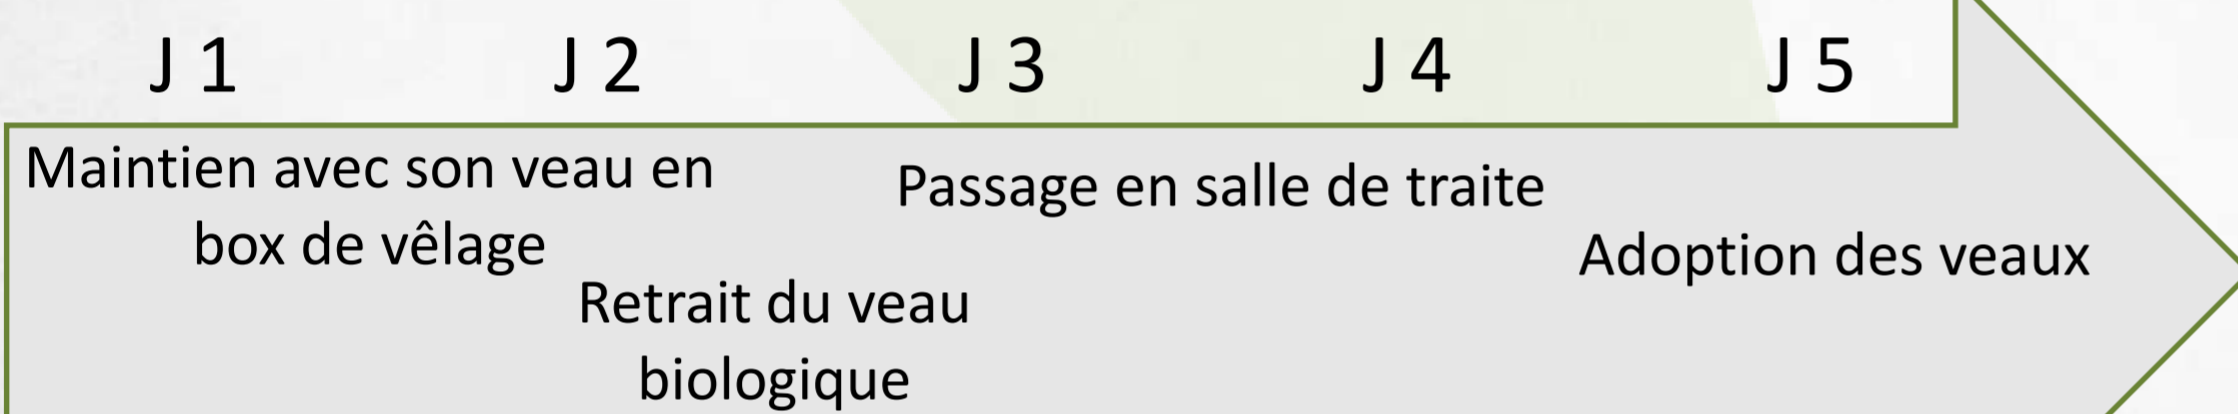 J 1 J 2 J 3 J 4 J 5
Maintien avec son veau en
box de vêlage
Retrait du veau
biologique
Passage en salle de traite
Adoption des veaux